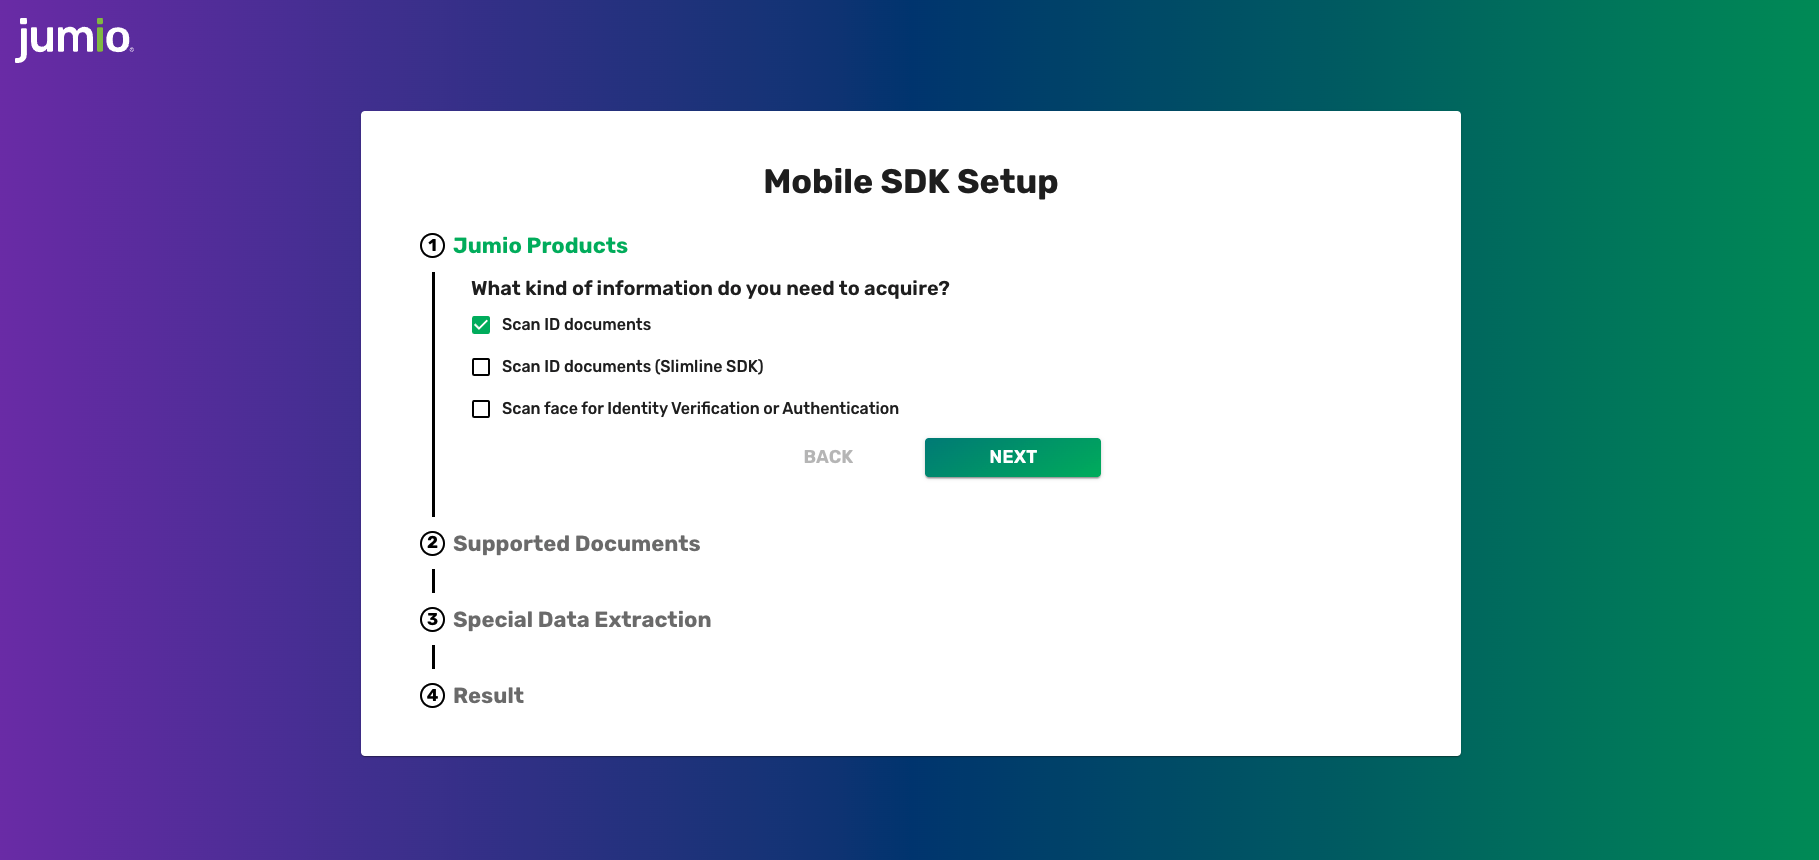 jumio®
Mobile SDK Setup
1 Jumio Products
What kind of information do you need to acquire?
Scan ID documents
Scan ID documents (Slimline SDK)
Scan face for Identity Verification or Authentication
BACK NEXT
2 Supported Documents
3 Special Data Extraction
4 Result